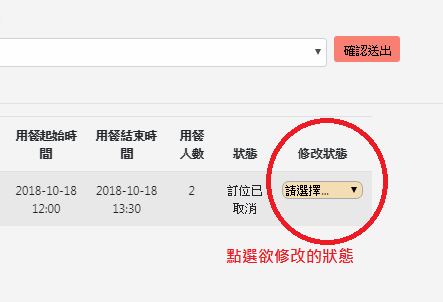 確認送出
用餐起始時
間
用餐結束時
間
用餐
人數
狀態
修改狀態
2018-10-18
12:00
2018-10-18
13:30
2
訂位已
取消
請選擇...
點選欲修改的狀態